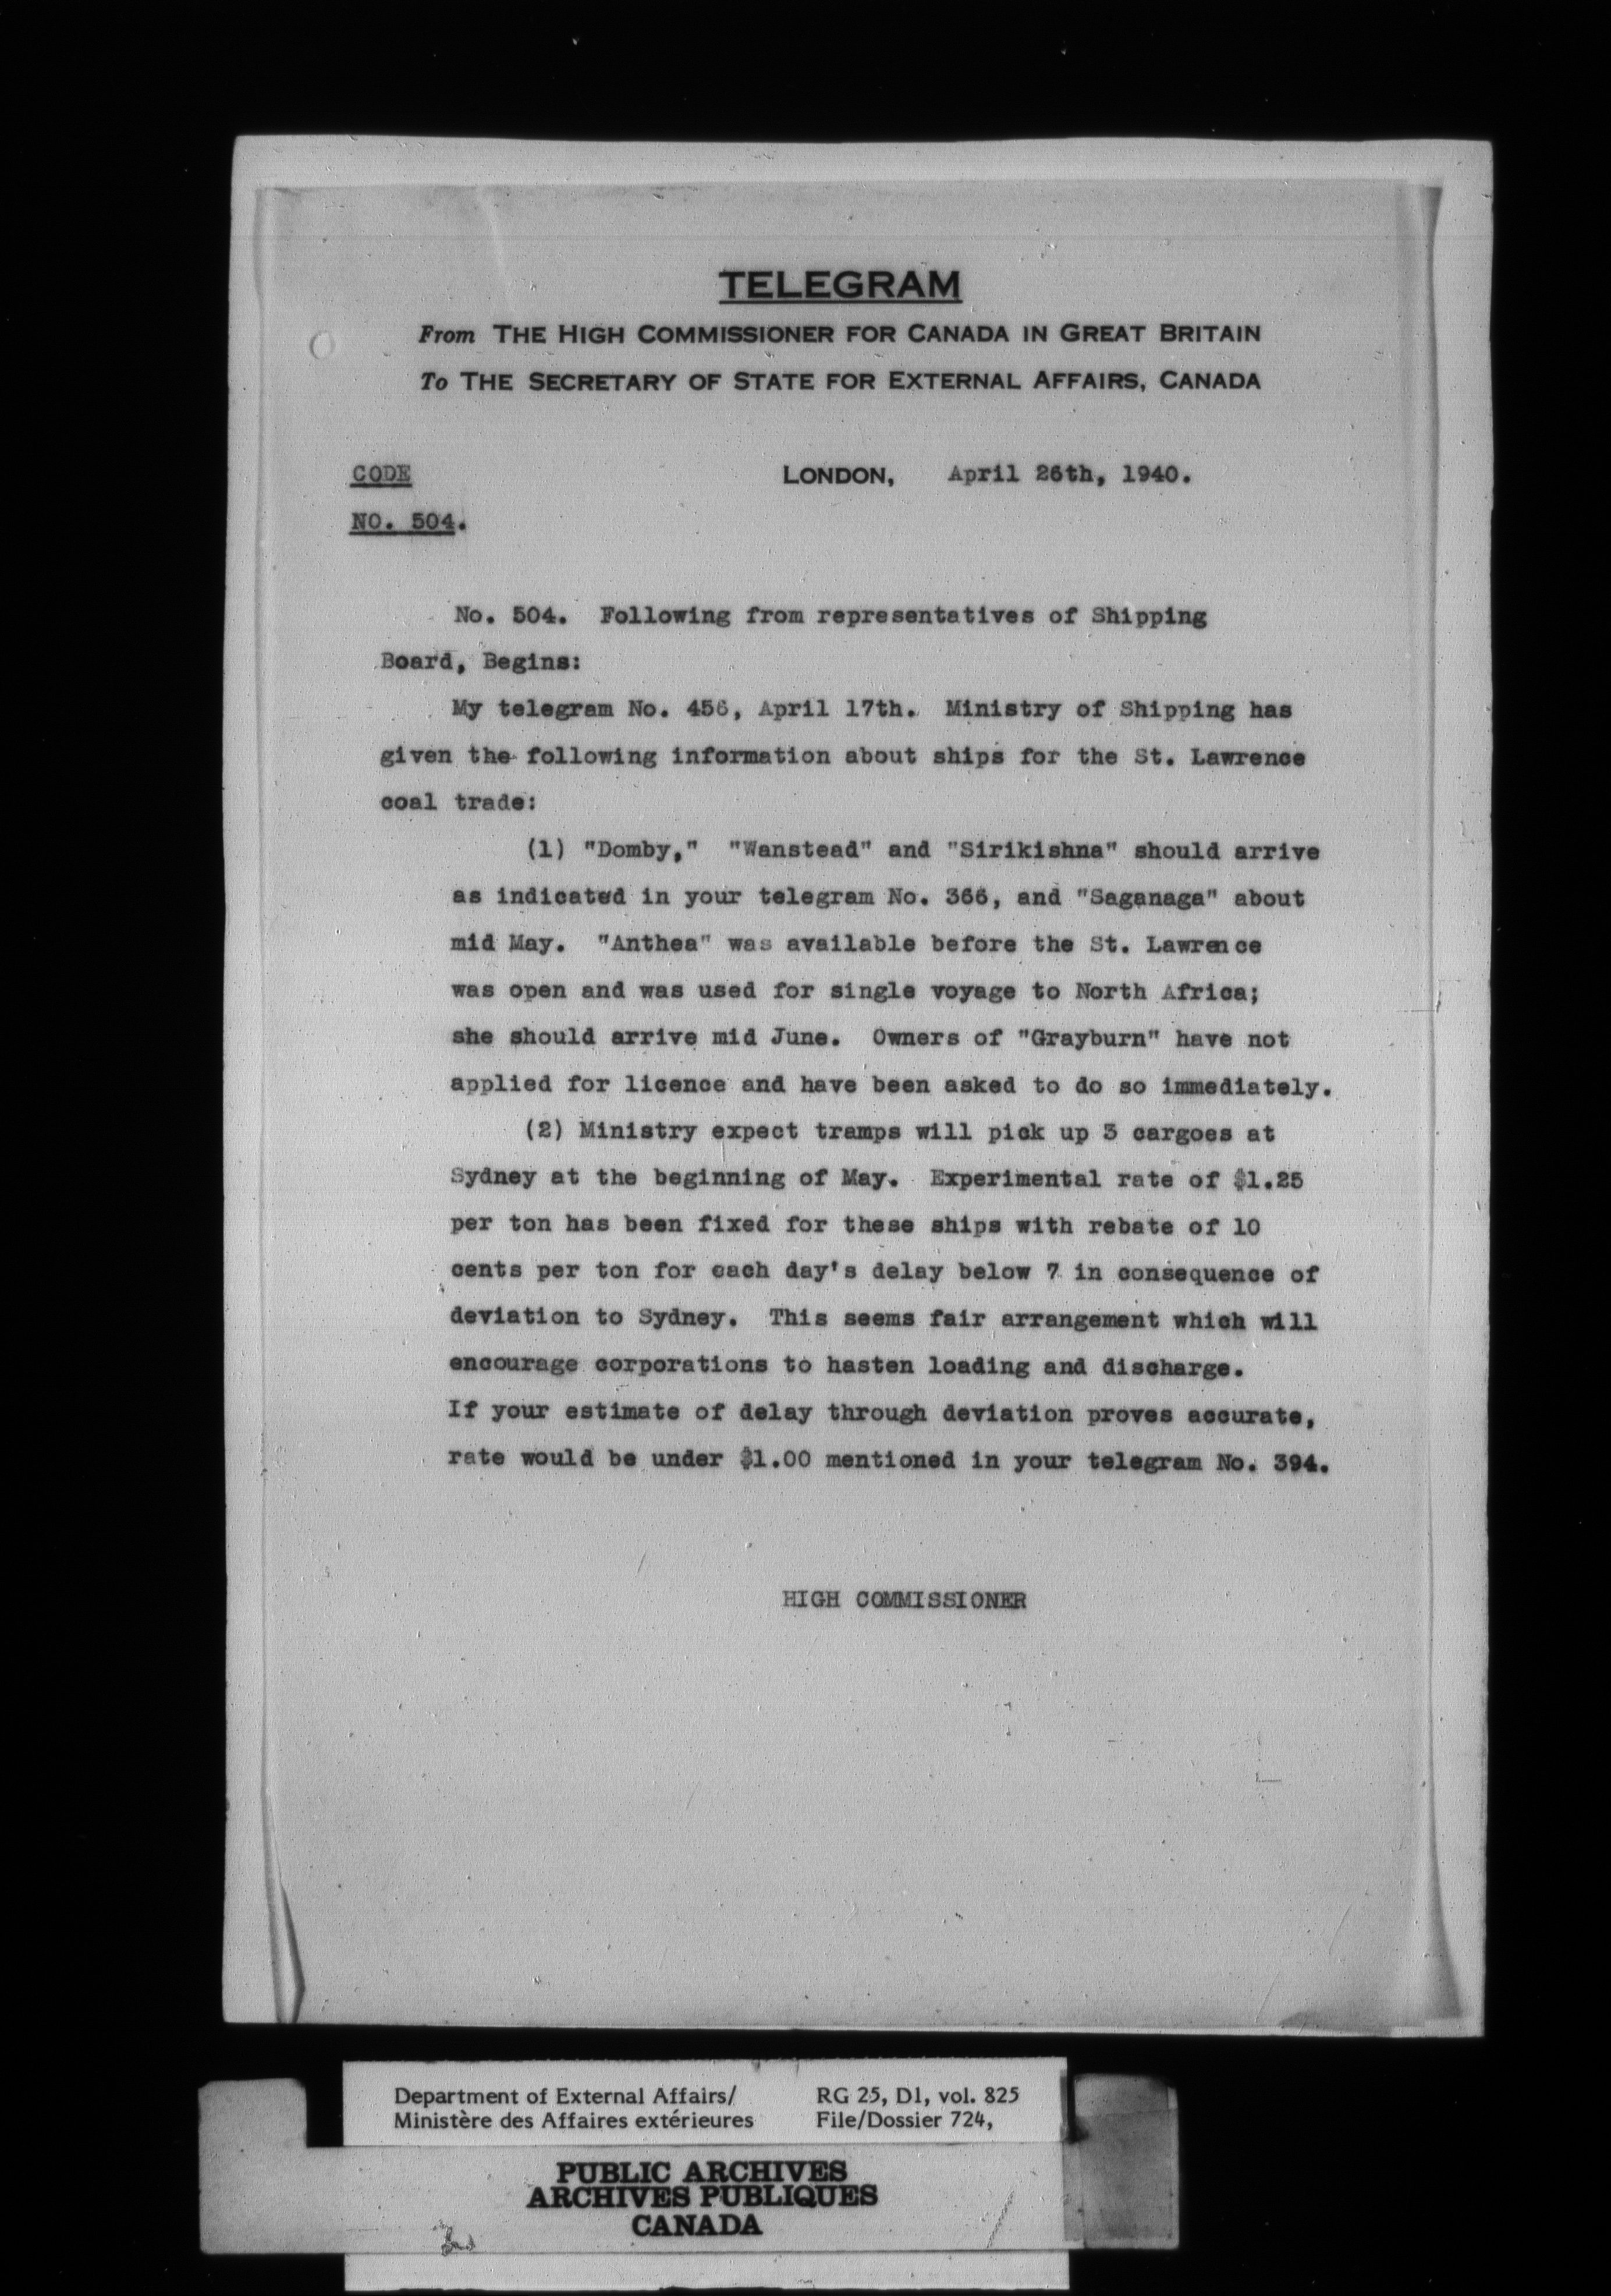 TELEGRAM
From THE HIGH COMMISSIONER FOR CANADA IN GREAT BRITAIN
To THE SECRETARY OF STATE FOR EXTERNAL AFFAIRS, CANADA
CODE LONDON, April 26th, 1940.
NO. 504.
No. 504. Following from representatives of Shipping
Board, Begins:
My telegram No. 456, April 17th. Ministry of Shipping has
given the following information about ships for the St. Lawrence
coal trade:
(1) "Domby," "Wanstead" and "Sirikishna" should arrive
as indicated in your telegram No. 366, and "Saganaga" about
mid May. "Anthea" was available before the St. Lawrence
was open and was used for single voyage to North Africa;
she should arrive mid June. Owners of "Grayburn" have not
applied for licence and have been asked to do so immediately.
(2) Ministry expect tramps will pick up 3 cargoes at
Sydney at the beginning of May. Experimental rate of $1.25
per ton has been fixed for these ships with rebate of 10
cents per ton for each day's delay below 7 in consequence of
deviation to Sydney. This seems fair arrangement which will
encourage corporations to hasten loading and discharge.
If your estimate of delay through deviation proves accurate,
rate would be under $1.00 mentioned in your telegram No. 394.
HIGH COMMISSIONER
Department of External Affairs/ RG 25, D1, vol. 825
Ministère des Affaires extérieures File/Dossier 724,
PUBLIC ARCHIVES
ARCHIVES PUBLIQUES
CANADA